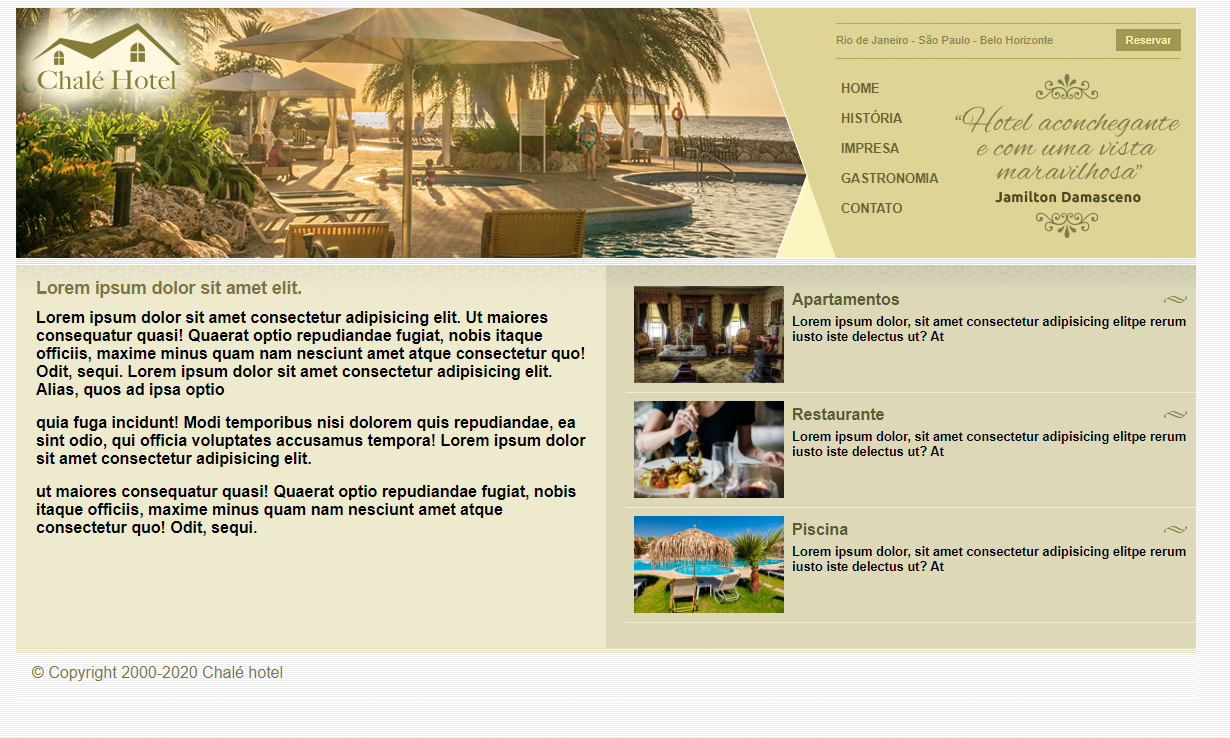 Chalé Hotel
Rio de Janeiro - São Paulo - Belo Horizonte
Reservar
HOME
HISTÓRIA
IMPRESA
GASTRONOMIA
CONTATO
“Hotel aconchegante
e com uma vista
maravilhosa”
Jamilton Damasceno
Lorem ipsum dolor sit amet elit.
Lorem ipsum dolor sit amet consectetur adipisicing elit. Ut maiores
consequatur quasi! Quaerat optio repudiandae fugiat, nobis itaque
officiis, maxime minus quam nam nesciunt amet atque consectetur quo!
Odit, sequi. Lorem ipsum dolor sit amet consectetur adipisicing elit.
Alias, quos ad ipsa optio
quia fuga incidunt! Modi temporibus nisi dolorem quis repudiandae, ea
sint odio, qui officia voluptates accusamus tempora! Lorem ipsum dolor
sit amet consectetur adipisicing elit.
ut maiores consequatur quasi! Quaerat optio repudiandae fugiat, nobis
itaque officiis, maxime minus quam nam nesciunt amet atque
consectetur quo! Odit, sequi.
Apartamentos
Lorem ipsum dolor, sit amet consectetur adipisicing elitpe rerum
iusto iste delectus ut? At
Restaurante
Lorem ipsum dolor, sit amet consectetur adipisicing elitpe rerum
iusto iste delectus ut? At
Piscina
Lorem ipsum dolor, sit amet consectetur adipisicing elitpe rerum
iusto iste delectus ut? At
© Copyright 2000-2020 Chalé hotel